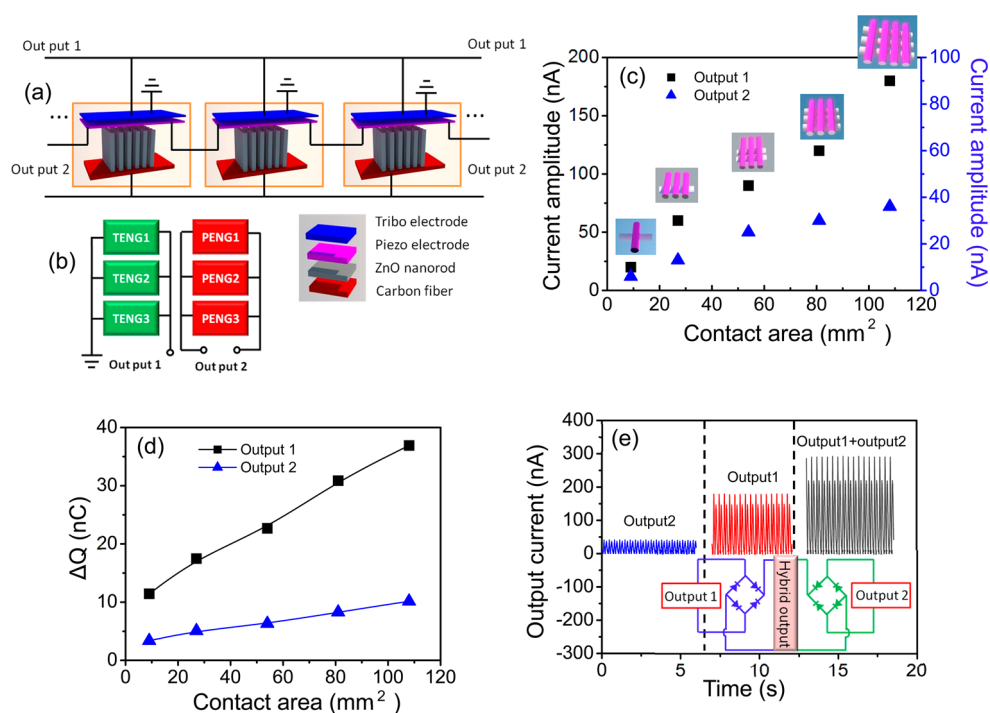 Out put 1
Out put 1
(a)
...
...
Out put 2
Out put 2
(b)
TENG1
TENG2
TENG3
PENG1
PENG2
PENG3
Out put 1
Out put 2
Tribo electrode
Piezo electrode
ZnO nanorod
Carbon fiber
(c)
Output 1
Output 2
Current amplitude (nA)
200
150
100
50
0
Current amplitude (nA)
100
80
60
40
20
0
0 20 40 60 80 100 120
Contact area (mm²)
(d)
Output 1
Output 2
ΔQ (nC)
40
30
20
10
0
0 20 40 60 80 100 120
Contact area (mm²)
(e)
Output2
Output1
Output1+output2
Output current (nA)
400
300
200
100
0
-100
-200
-300
Output 1
Hybrid output
Output 2
0 5 10 15 20
Time (s)